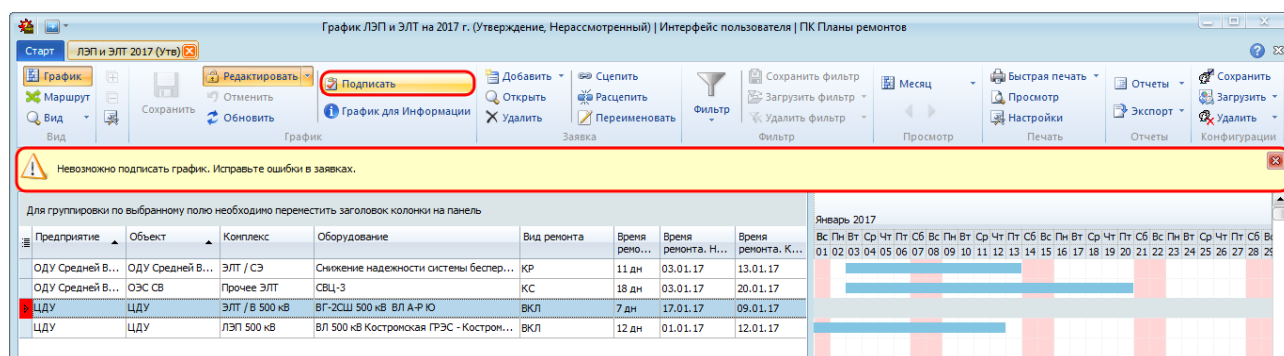 График ЛЭП и ЭЛТ на 2017 г. (Утверждение, Нерассмотренный) | Интерфейс пользователя | ПК Планы ремонтов
Старт ЛЭП и ЭЛТ 2017 (Утв)
График Редактировать Подписать Добавить Сцепить Сохранить фильтр Месяц Быстрая печать Отчеты Сохранить
Маршрут Сохранить Отменить Открыть Расцепить Фильтр Загрузить фильтр Просмотр Загрузить
Вид Обновить График для Информации Удалить Переименовать Удалить фильтр Настройки Экспорт Удалить
Вид График Заявка Фильтр Просмотр Печать Отчеты Конфигурации
Невозможно подписать график. Исправьте ошибки в заявках.
Для группировки по выбранному полю необходимо переместить заголовок колонки на панель
Январь 2017
Предприятие Объект Комплекс Оборудование Вид ремонта Время ремо... Время ремонта. Н... Время ремонта. К...
Вс Пн Вт Ср Чт Пт Сб Вс Пн Вт Ср Чт Пт Сб Вс Пн Вт Ср Чт Пт Сб Вс Пн Вт Ср Чт Пт Сб Вс
01 02 03 04 05 06 07 08 09 10 11 12 13 14 15 16 17 18 19 20 21 22 23 24 25 26 27 28 29
ОДУ Средней В... ОДУ Средней В... ЭЛТ / СЭ Снижение надежности системы беспер... КР 11 дн 03.01.17 13.01.17
ОДУ Средней В... ОЭС СВ Прочее ЭЛТ СВЦ-3 КС 18 дн 03.01.17 20.01.17
ЦДУ ЦДУ ЭЛТ / В 500 кВ ВГ-2СШ 500 кВ ВЛ А-Р Ю ВКЛ 7 дн 17.01.17 09.01.17
ЦДУ ЦДУ ЛЭП 500 кВ ВЛ 500 кВ Костромская ГРЭС - Костром... ВКЛ 12 дн 01.01.17 12.01.17